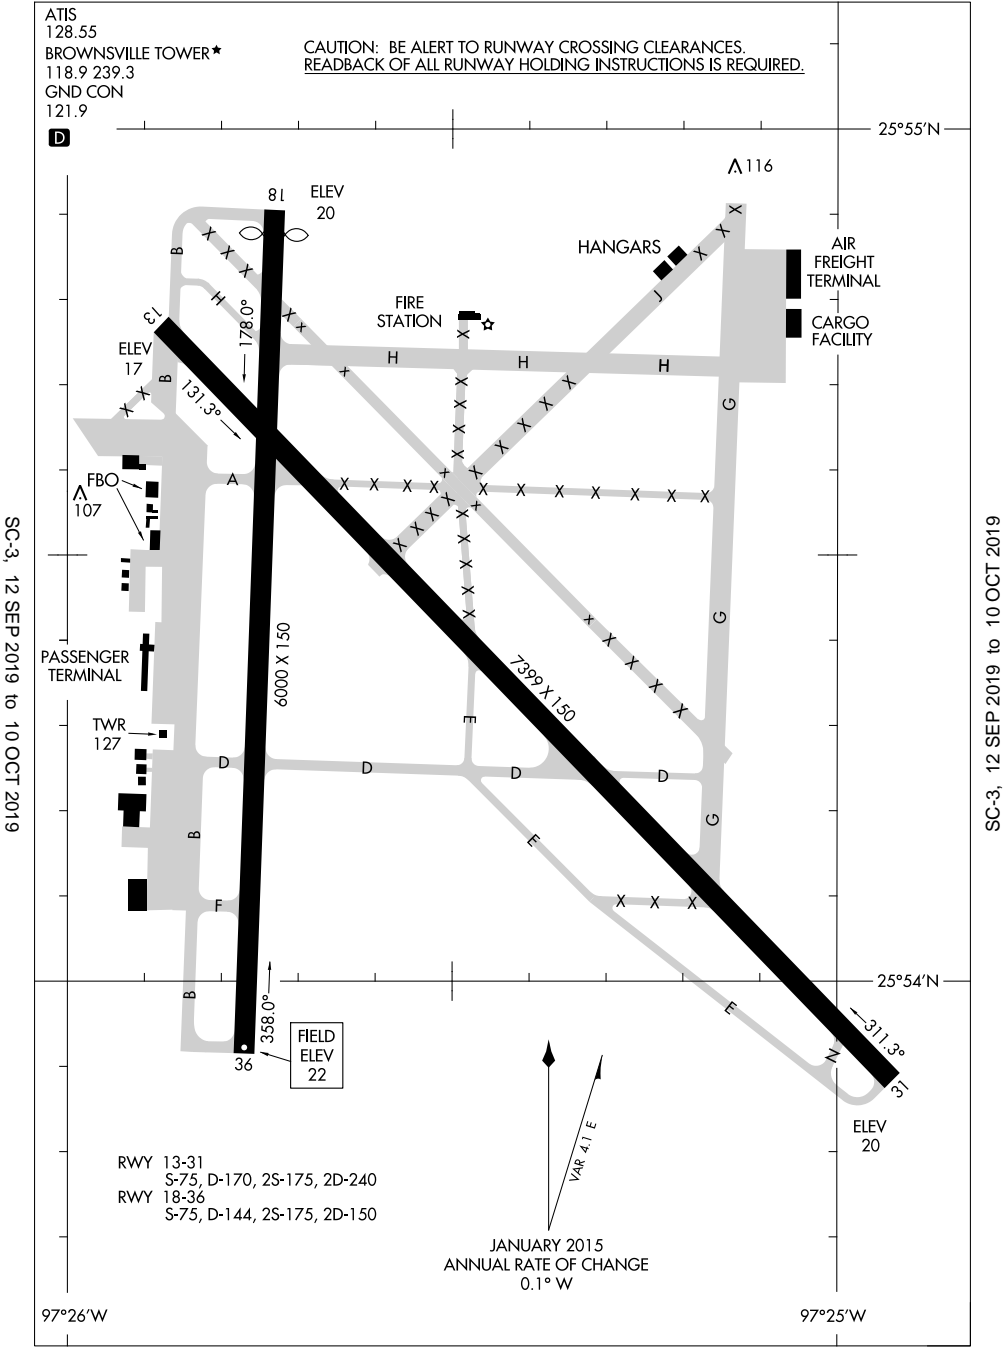 ATIS
128.55
BROWNSVILLE TOWER★
118.9 239.3
GND CON
121.9
D
CAUTION: BE ALERT TO RUNWAY CROSSING CLEARANCES.
READBACK OF ALL RUNWAY HOLDING INSTRUCTIONS IS REQUIRED.
25°55'N
116
18
ELEV
20
HANGARS
AIR
FREIGHT
TERMINAL
CARGO
FACILITY
FIRE
STATION
B
H
J
13
ELEV
17
178.0°
131.3°
B
H
H
H
G
A
FBO
107
X X X X X X X X X X
G
6000 X 150
7399 X 150
PASSENGER
TERMINAL
TWR
127
E
D
D
D
D
G
B
E
F
X X X
B
25°54'N
358.0°
E
311.3°
N
31
36
FIELD
ELEV
22
ELEV
20
VAR 4.1 E
RWY 13-31
S-75, D-170, 2S-175, 2D-240
RWY 18-36
S-75, D-144, 2S-175, 2D-150
JANUARY 2015
ANNUAL RATE OF CHANGE
0.1° W
97°26'W
97°25'W
SC-3, 12 SEP 2019 to 10 OCT 2019
SC-3, 12 SEP 2019 to 10 OCT 2019